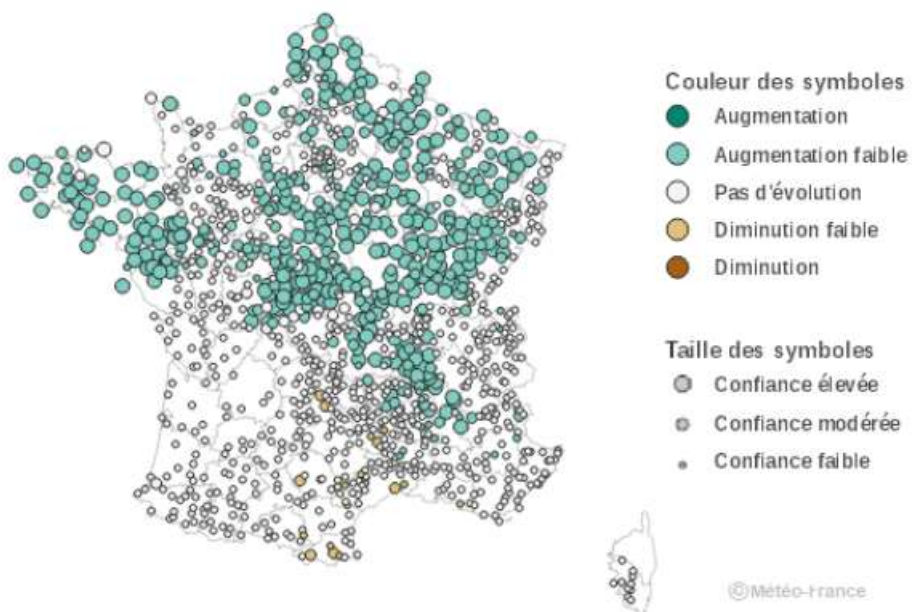 Couleur des symboles
Augmentation
Augmentation faible
Pas d'évolution
Diminution faible
Diminution
Taille des symboles
Confiance élevée
Confiance modérée
Confiance faible
©Météo-France